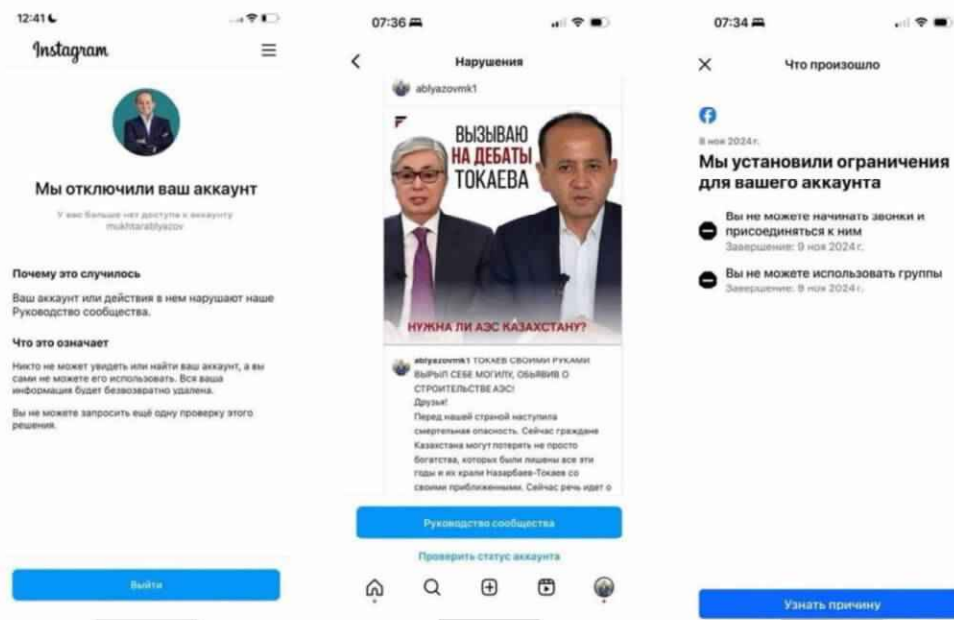 12:41
Instagram
Мы отключили ваш аккаунт
У вас больше нет доступа к аккаунту
mukhtarablyazov
Почему это случилось
Ваш аккаунт или действия в нем нарушают наше
Руководство сообщества.
Что это означает
Никто не может увидеть или найти ваш аккаунт, а вы
сами не можете его использовать. Вся ваша
информация будет безвозвратно удалена.
Вы не можете запросить ещё одну проверку этого
решения.
Выйти
07:36
Нарушения
ablyazovmk1
ВЫЗЫВАЮ
НА ДЕБАТЫ
ТОКАЕВА
НУЖНА ЛИ АЭС КАЗАХСТАНУ?
ablyazovmk1 ТОКАЕВ СВОИМИ РУКАМИ
ВЫРЫЛ СЕБЕ МОГИЛУ, ОБЪЯВИВ О
СТРОИТЕЛЬСТВЕ АЭС!
Друзья!
Перед нашей страной наступила
смертельная опасность. Сейчас граждане
Казахстана могут потерять не просто
богатства, которых были лишены все эти
годы и их крали Назарбаев-Токаев со
своими приближенными. Сейчас речь идет о
Руководство сообщества
Проверить статус аккаунта
07:34
Что произошло
8 ноя 2024 г.
Мы установили ограничения
для вашего аккаунта
Вы не можете начинать звонки и
присоединяться к ним
Завершение: 9 ноя 2024 г.
Вы не можете использовать группы
Завершение: 9 ноя 2024 г.
Узнать причину